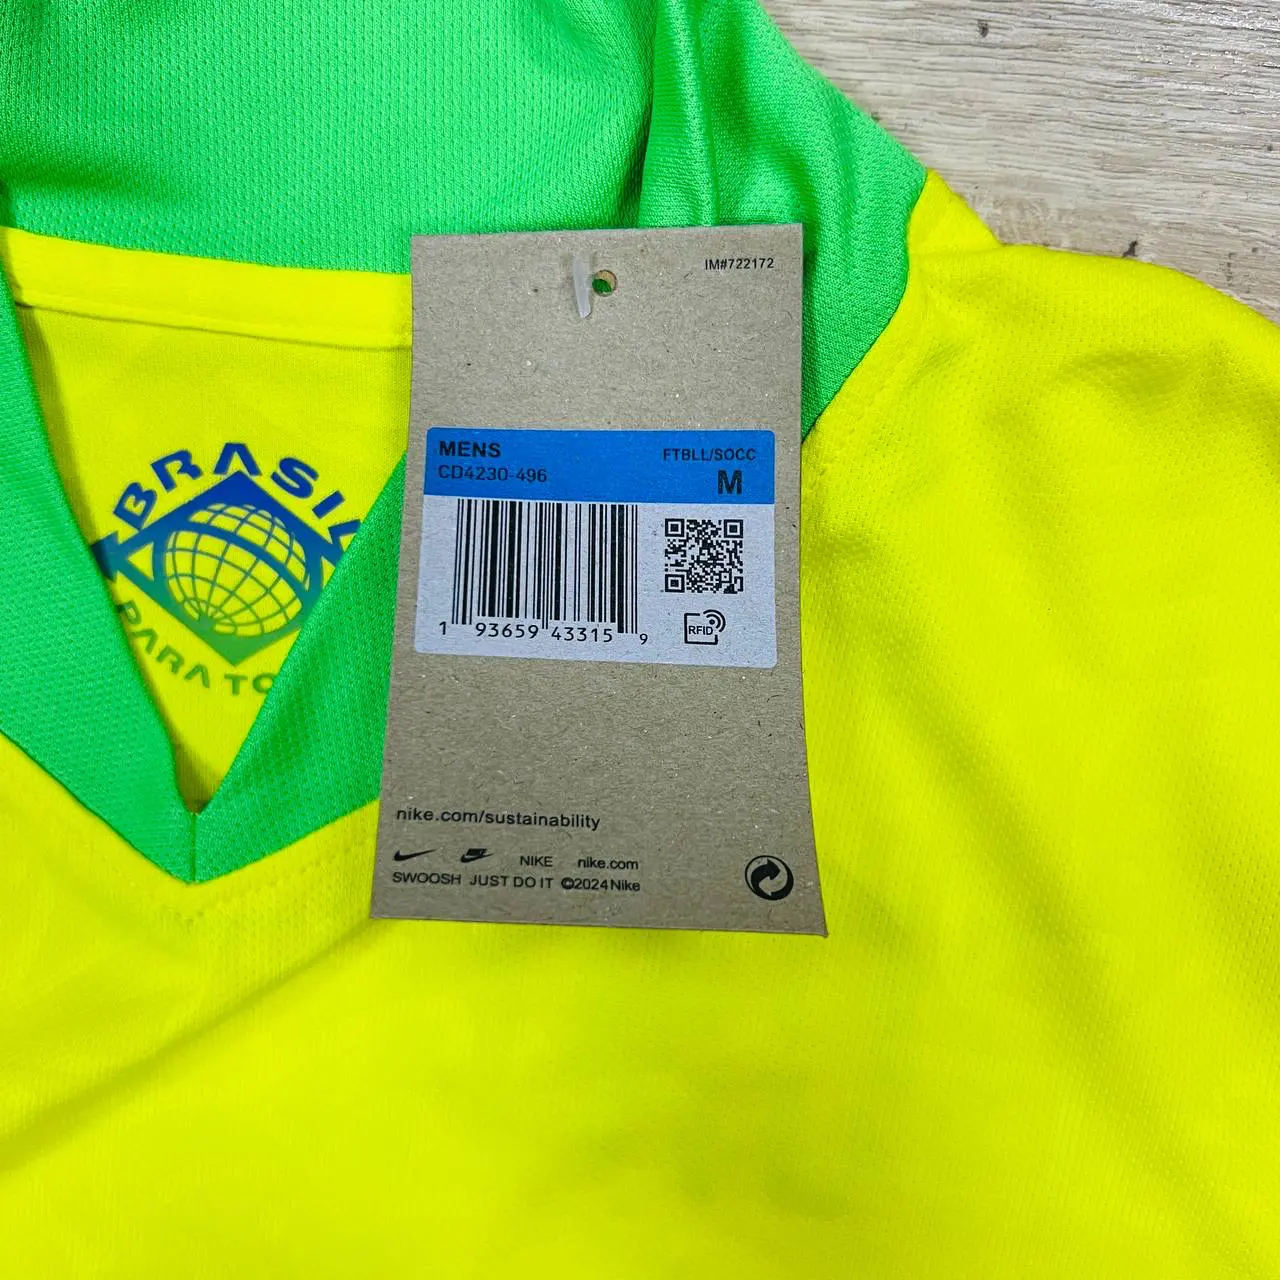 IM#722172
MENS
FTBLL/SOCC
CD4230-496
M
1 93659 43315 9
RFID
BRASIL
PARA TO
nike.com/sustainability
NIKE nike.com
SWOOSH JUST DO IT ©2024 Nike